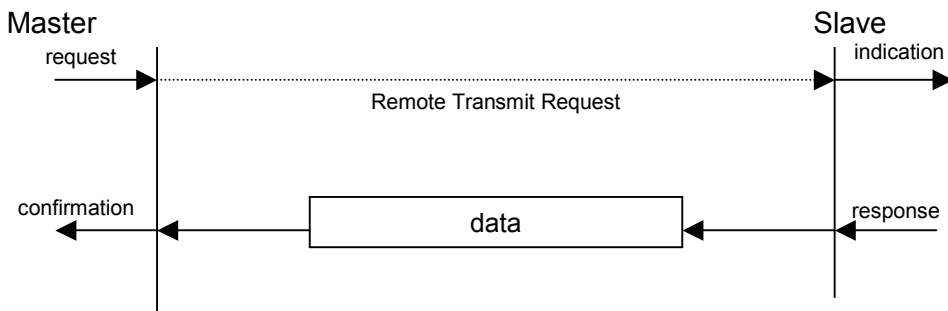 Master
Slave
request
indication
Remote Transmit Request
confirmation
data
response